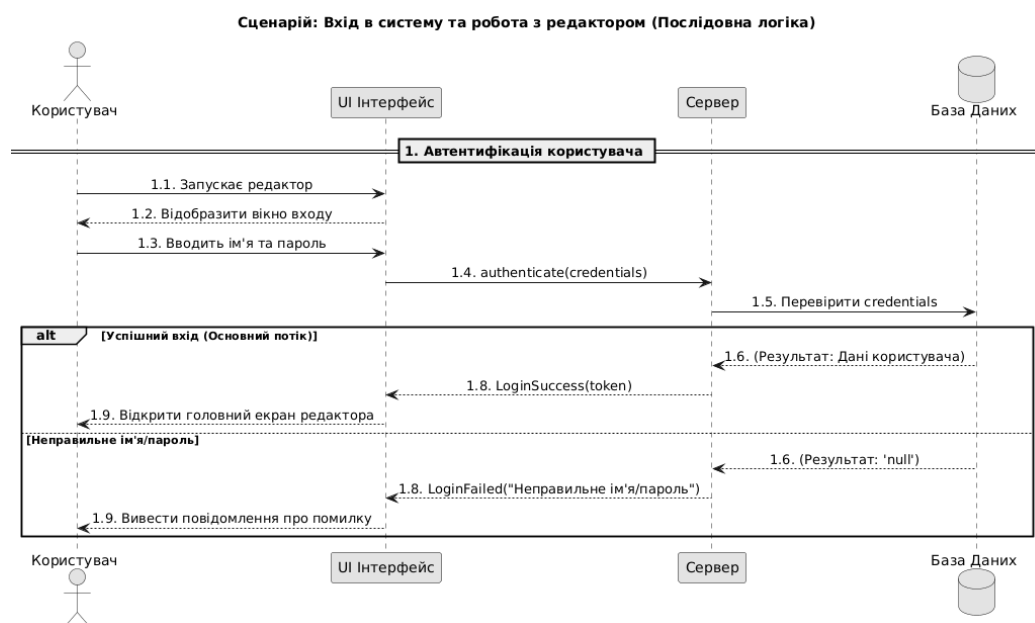 Сценарій: Вхід в систему та робота з редактором (Послідовна логіка)
Користувач
UI Інтерфейс
Сервер
База Даних
1. Автентифікація користувача
1.1. Запускає редактор
1.2. Відобразити вікно входу
1.3. Вводить ім'я та пароль
1.4. authenticate(credentials)
1.5. Перевірити credentials
alt [Успішний вхід (Основний потік)]
1.6. (Результат: Дані користувача)
1.8. LoginSuccess(token)
1.9. Відкрити головний екран редактора
[Неправильне ім'я/пароль]
1.6. (Результат: 'null')
1.8. LoginFailed("Неправильне ім'я/пароль")
1.9. Вивести повідомлення про помилку
Користувач
UI Інтерфейс
Сервер
База Даних